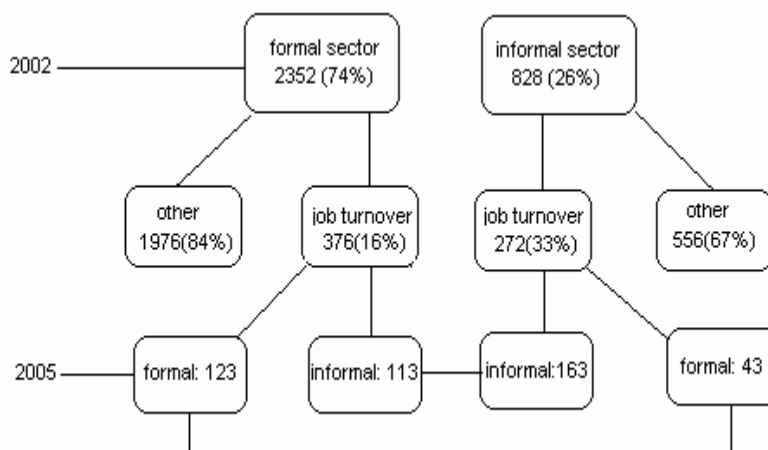 formal sector
2352 (74%)
informal sector
828 (26%)
2002
other
1976(84%)
job turnover
376(16%)
job turnover
272(33%)
other
556(67%)
2005
formal: 123
informal: 113
informal:163
formal: 43